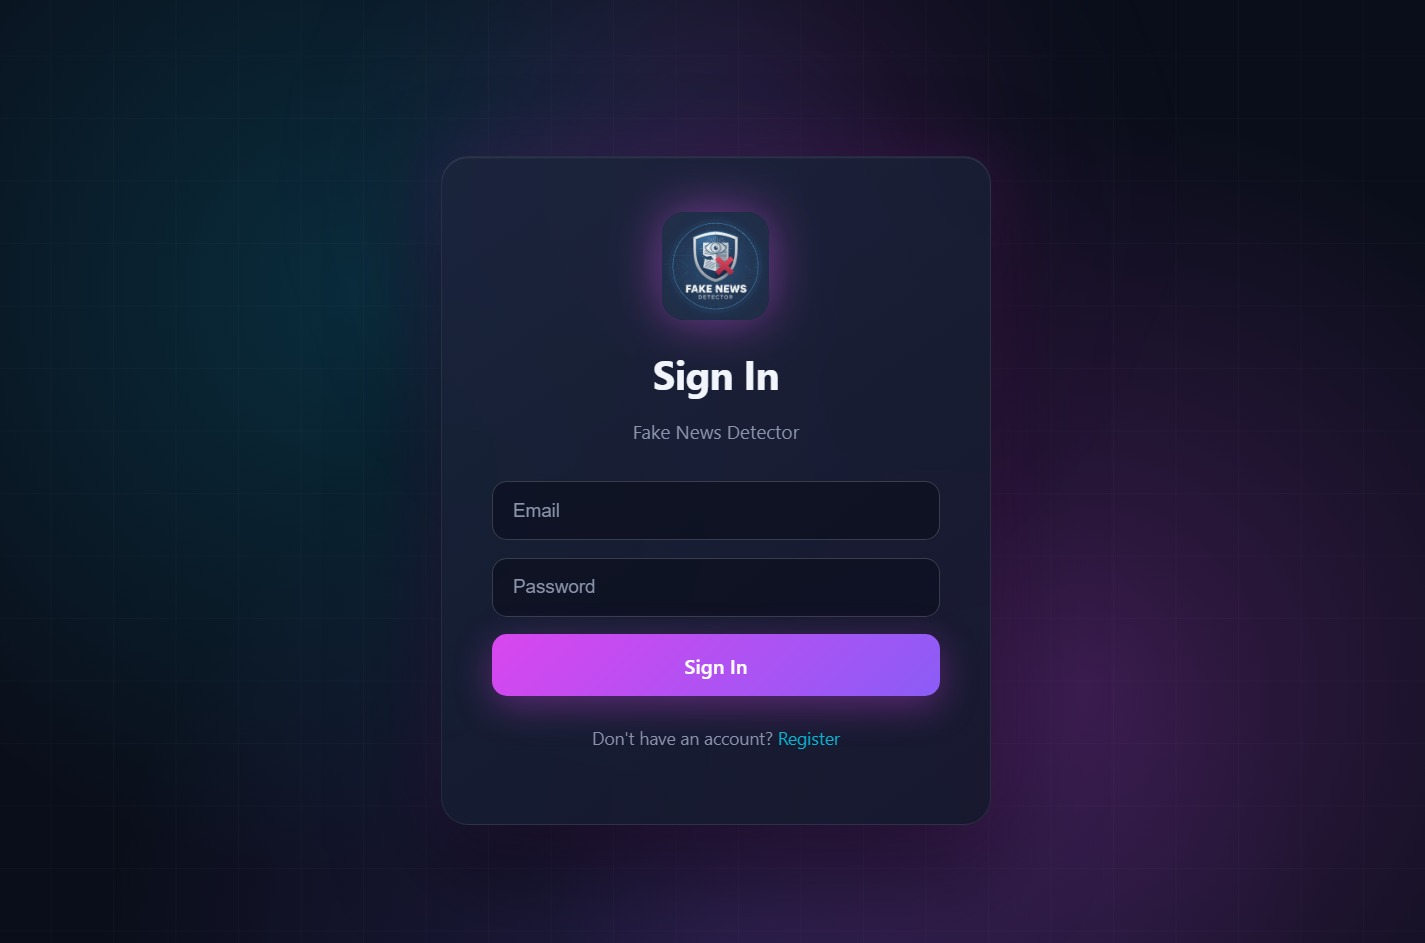 FAKE NEWS
DETECTOR
Sign In
Fake News Detector
Email
Password
Sign In
Don't have an account? Register